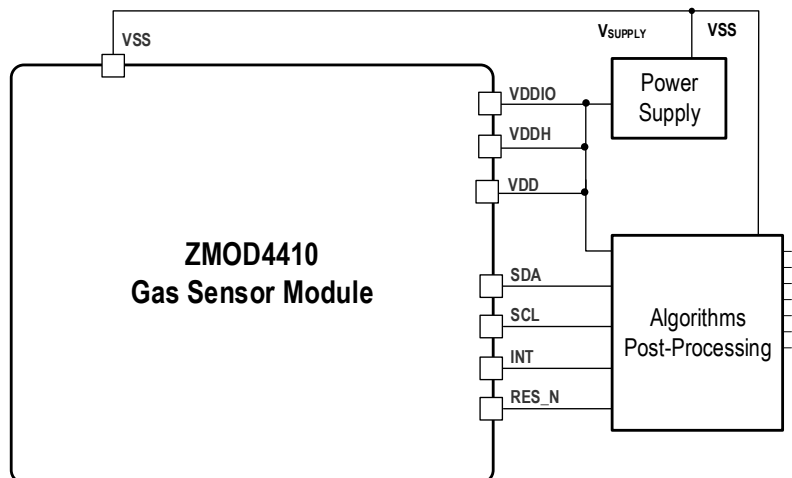 VSS
VSUPPLY
VSS
Power
Supply
VDDIO
VDDH
VDD
ZMOD4410
Gas Sensor Module
SDA
SCL
INT
RES_N
Algorithms
Post-Processing